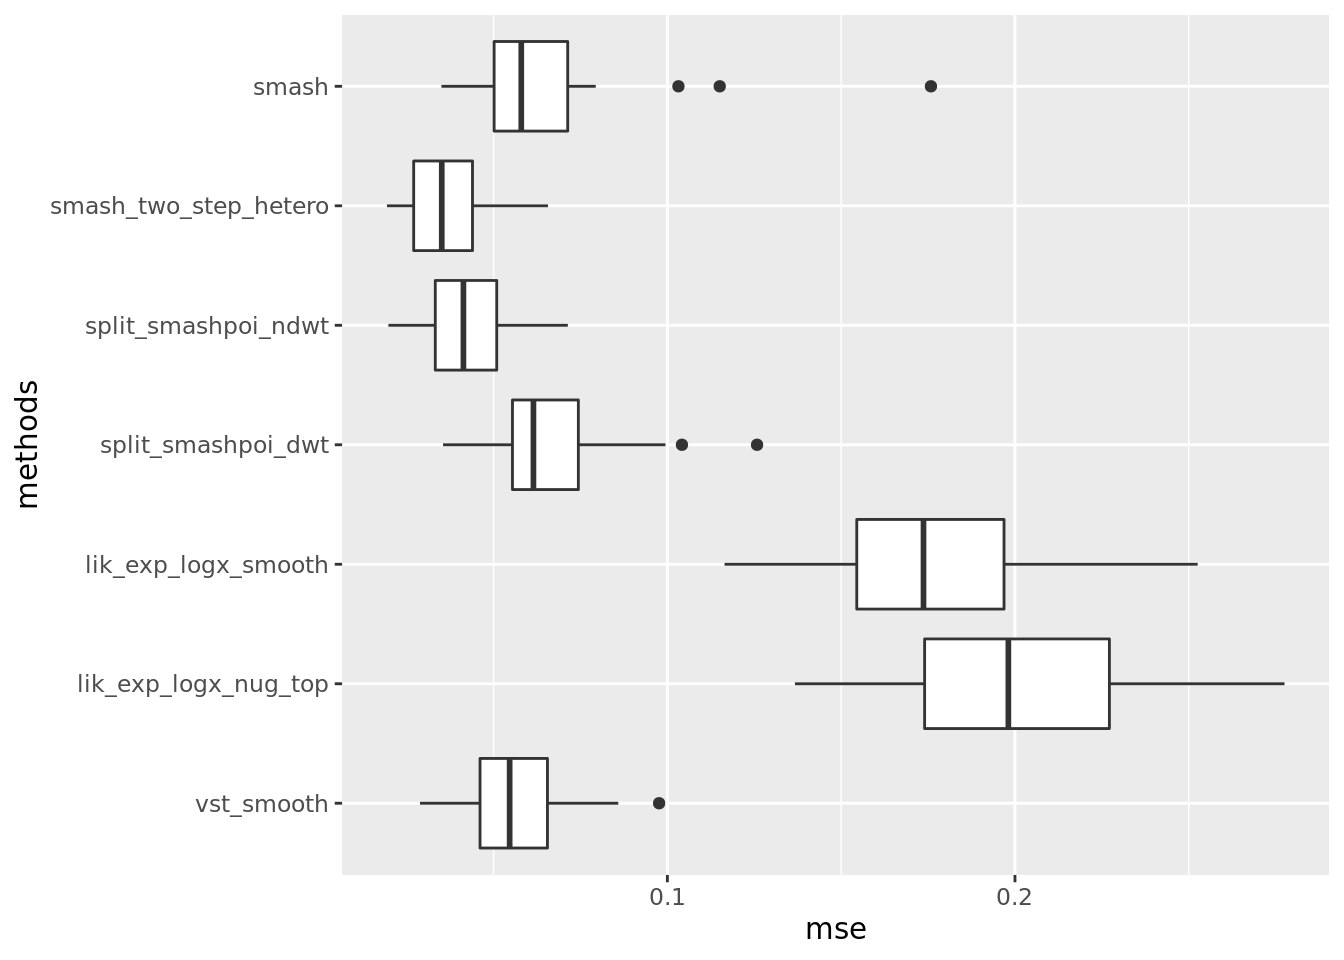 methods
smash
smash_two_step_hetero
split_smashpoi_ndwt
split_smashpoi_dwt
lik_exp_logx_smooth
lik_exp_logx_nug_top
vst_smooth
0.1 0.2
mse